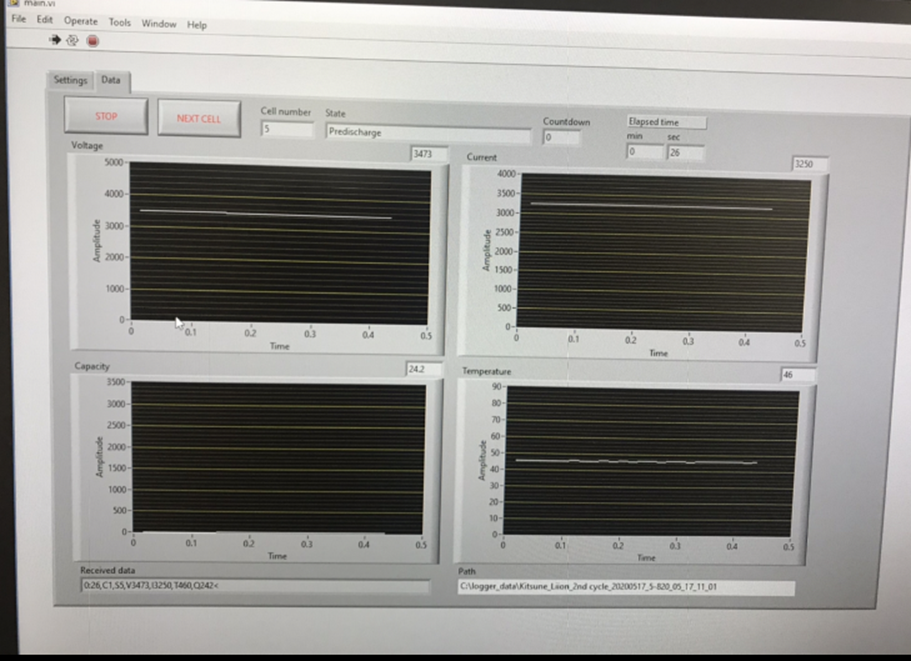 main.vi
File Edit Operate Tools Window Help
Settings Data
STOP NEXT CELL
Cell number State Countdown Elapsed time
min sec
5 Predischarge 0 0 26
Voltage 3473
5000
4000
3000
2000
1000
0
Amplitude
0 0.1 0.2 0.3 0.4 0.5
Time
Current 3250
4000
3500
3000
2500
2000
1500
1000
500
0
Amplitude
0 0.1 0.2 0.3 0.4 0.5
Time
Capacity 24.2
3500
3000
2500
2000
1500
1000
500
0
Amplitude
0 0.1 0.2 0.3 0.4 0.5
Time
Temperature 46
90
80
70
60
50
40
30
20
10
0
Amplitude
0 0.1 0.2 0.3 0.4 0.5
Time
Received data
0:26,C1,S5,V3473,I3250,T460,Q242<
Path
C:\logger_data\Kitsune_Liion_2nd cycle_20200517_5-820_05_17_11_01